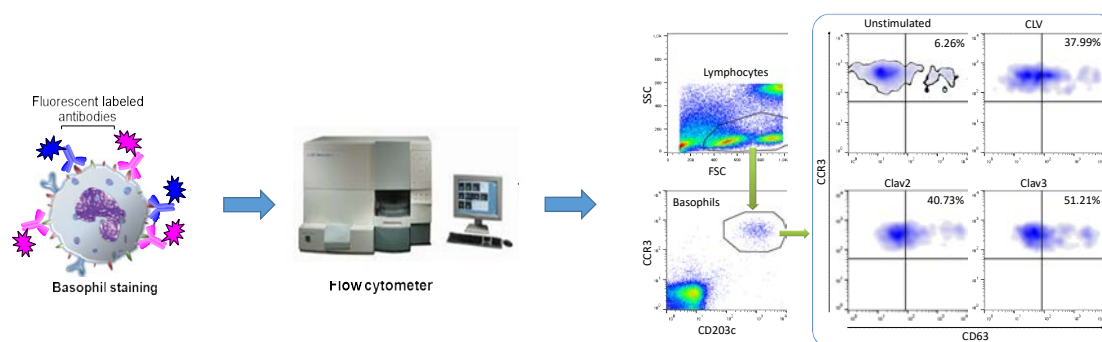 Fluorescent labeled
antibodies
Basophil staining
Flow cytometer
Lymphocytes
SSC
FSC
Basophils
CCR3
CD203c
Unstimulated
6.26%
CLV
37.99%
CCR3
Clav2
40.73%
Clav3
51.21%
CD63